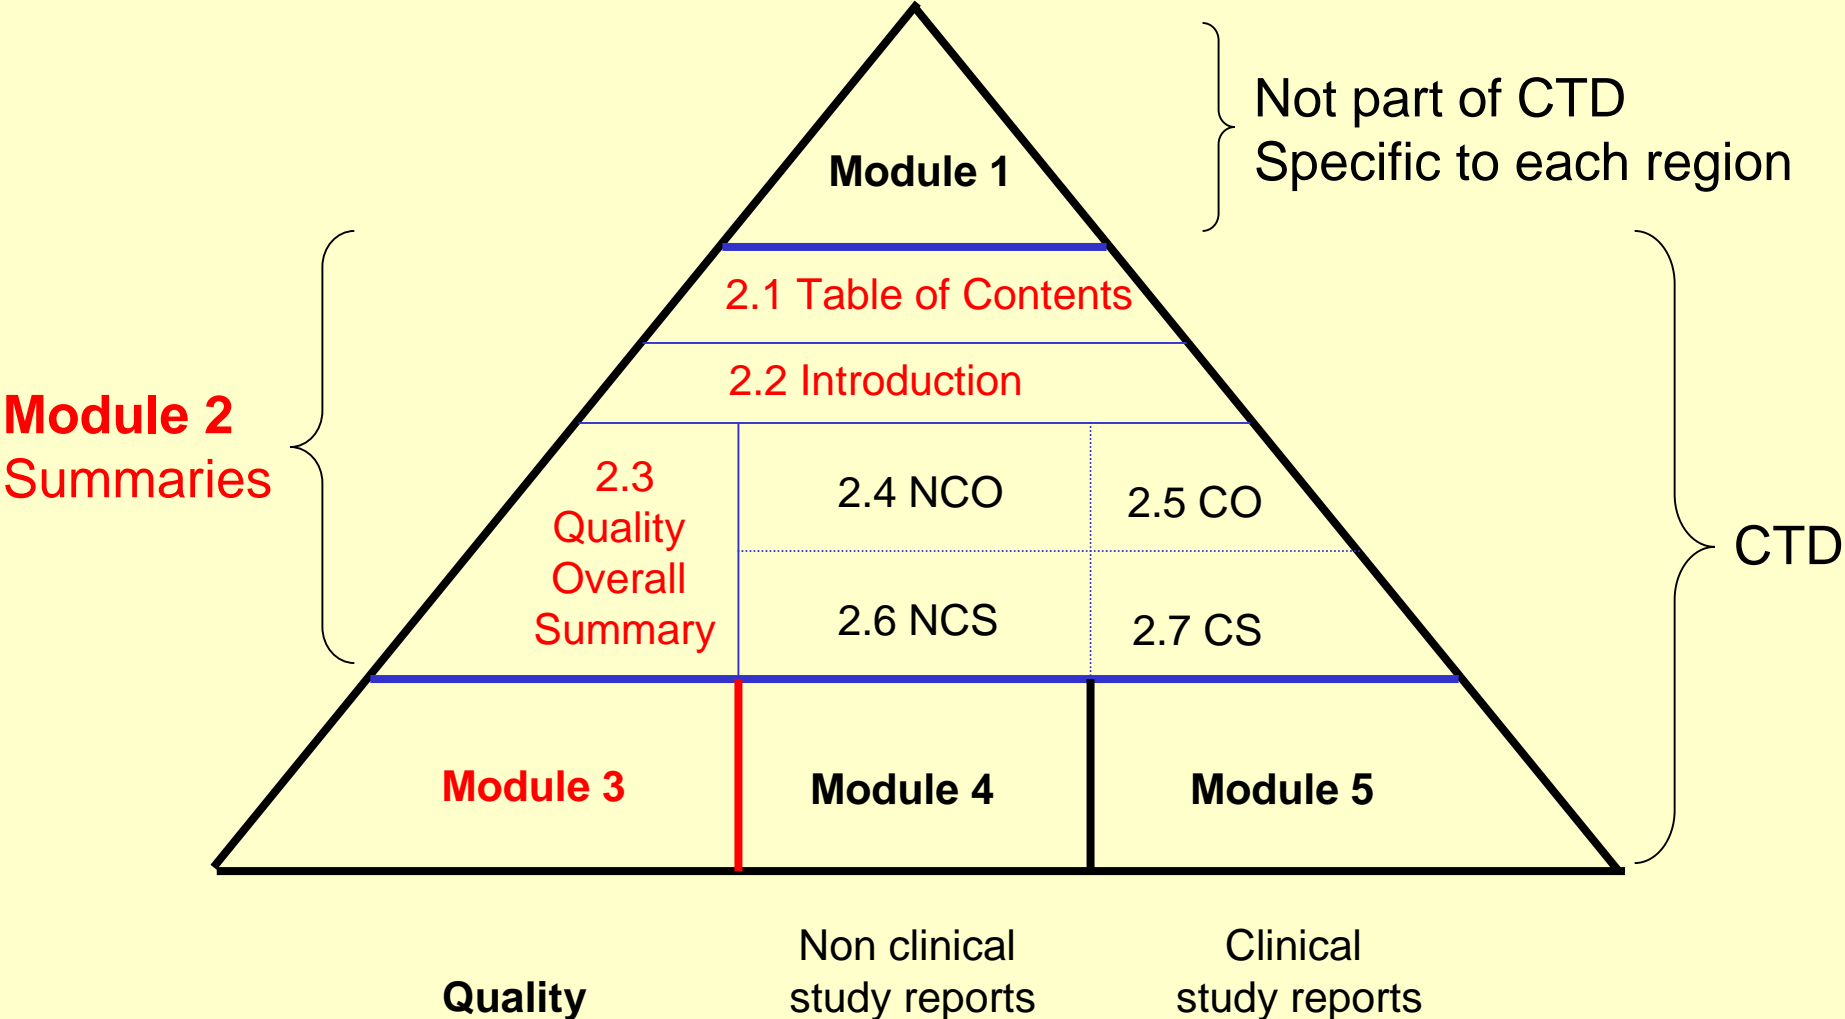 Not part of CTD
Specific to each region
Module 1
2.1 Table of Contents
2.2 Introduction
Module 2
Summaries
2.3
Quality
Overall
Summary
2.4 NCO
2.5 CO
2.6 NCS
2.7 CS
CTD
Module 3
Module 4
Module 5
Quality
Non clinical
study reports
Clinical
study reports